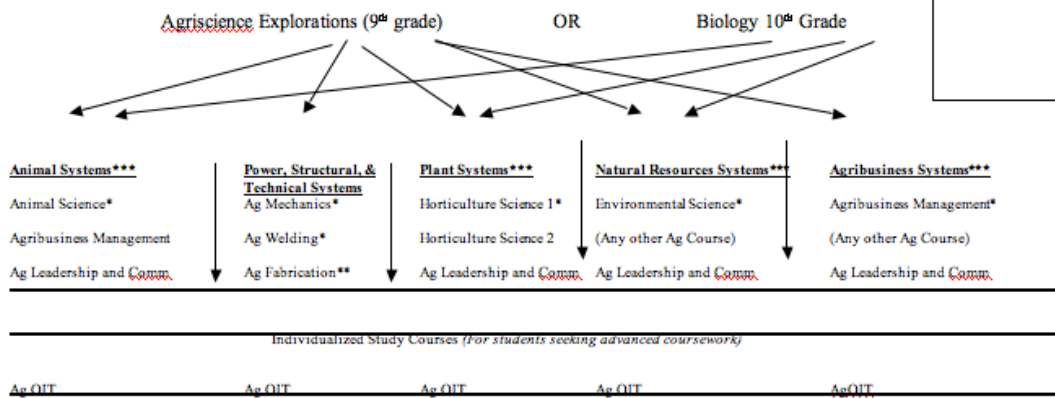 Agriscience Explorations (9th grade) OR Biology 10th Grade
Animal Systems*** Power, Structural, & Plant Systems*** Natural Resources Systems*** Agribusiness Systems***
Technical Systems
Animal Science* Ag Mechanics* Horticulture Science 1* Environmental Science* Agribusiness Management*
Agribusiness Management Ag Welding* Horticulture Science 2 (Any other Ag Course) (Any other Ag Course)
Ag Leadership and Comm. Ag Fabrication** Ag Leadership and Comm. Ag Leadership and Comm. Ag Leadership and Comm.
Individualized Study Courses (For students seeking advanced coursework)
Ag OJT Ag OJT Ag OJT Ag OJT AgOJT